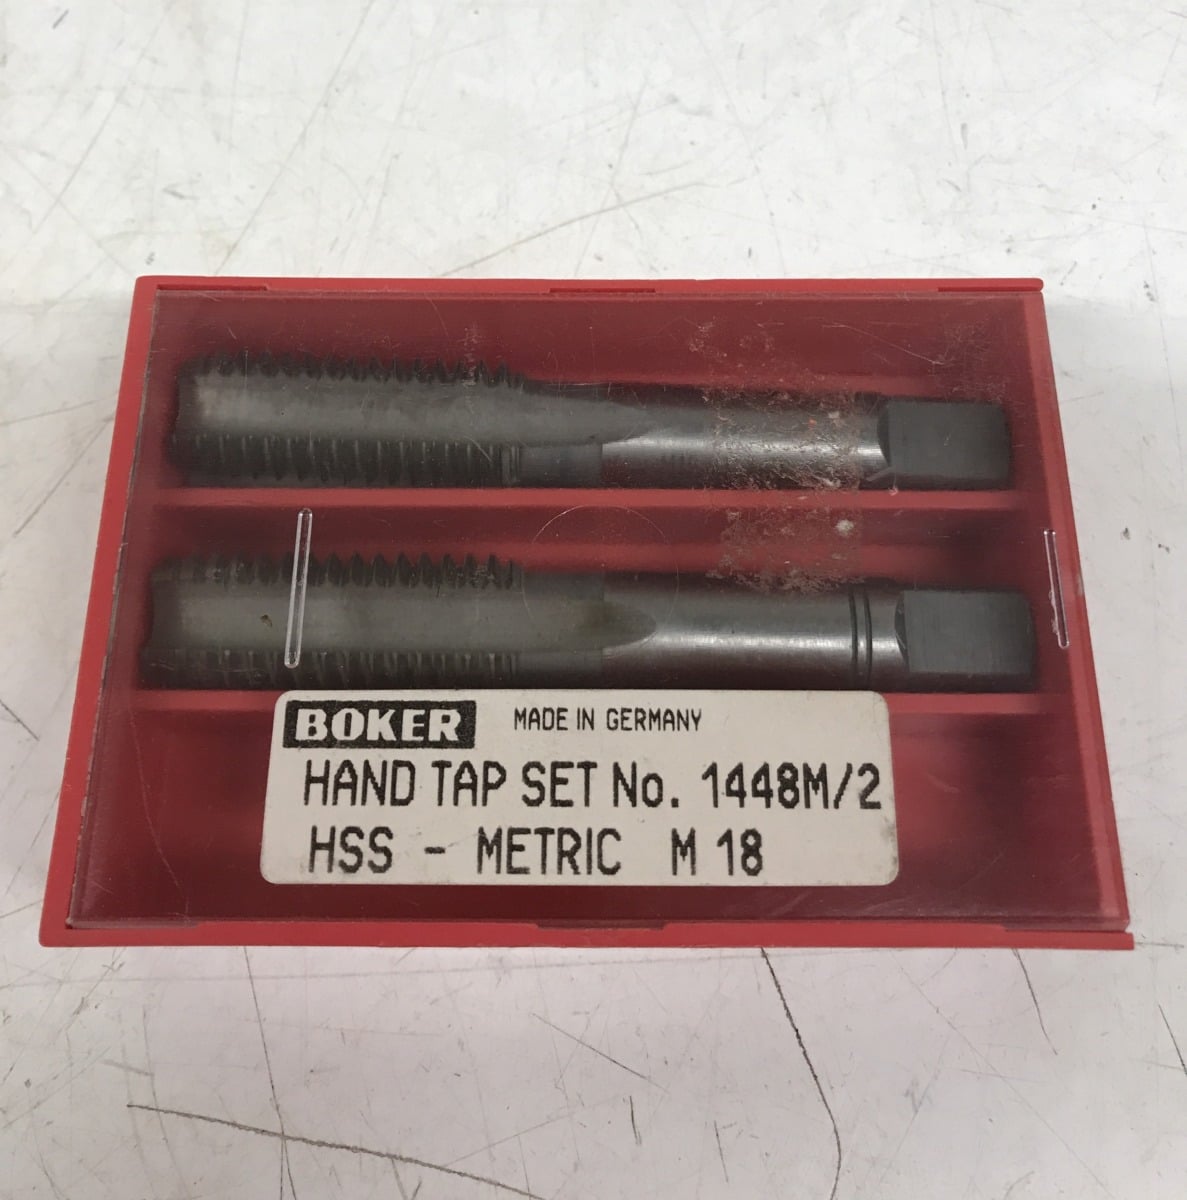 BOKER MADE IN GERMANY
HAND TAP SET No. 1448M/2
HSS - METRIC M 18